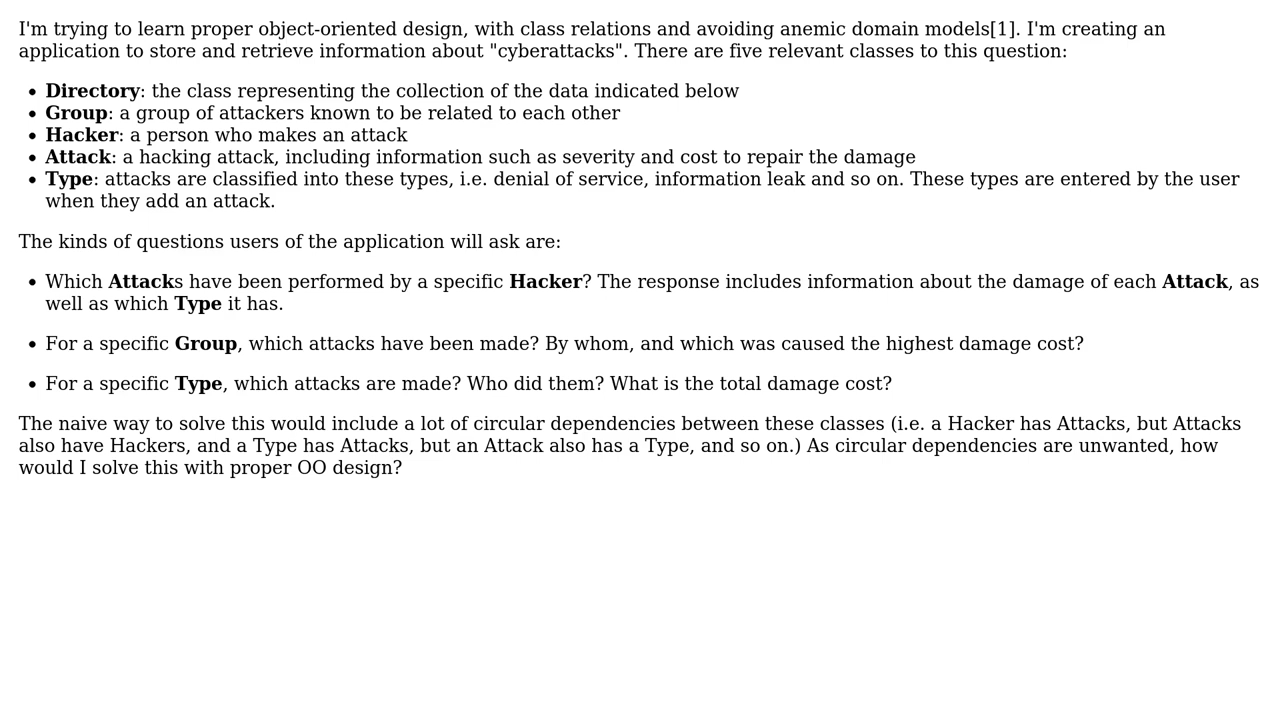 I'm trying to learn proper object-oriented design, with class relations and avoiding anemic domain models[1]. I'm creating an
application to store and retrieve information about "cyberattacks". There are five relevant classes to this question:
• Directory: the class representing the collection of the data indicated below
• Group: a group of attackers known to be related to each other
• Hacker: a person who makes an attack
• Attack: a hacking attack, including information such as severity and cost to repair the damage
• Type: attacks are classified into these types, i.e. denial of service, information leak and so on. These types are entered by the user
when they add an attack.
The kinds of questions users of the application will ask are:
• Which Attacks have been performed by a specific Hacker? The response includes information about the damage of each Attack, as
well as which Type it has.
• For a specific Group, which attacks have been made? By whom, and which was caused the highest damage cost?
• For a specific Type, which attacks are made? Who did them? What is the total damage cost?
The naive way to solve this would include a lot of circular dependencies between these classes (i.e. a Hacker has Attacks, but Attacks
also have Hackers, and a Type has Attacks, but an Attack also has a Type, and so on.) As circular dependencies are unwanted, how
would I solve this with proper OO design?